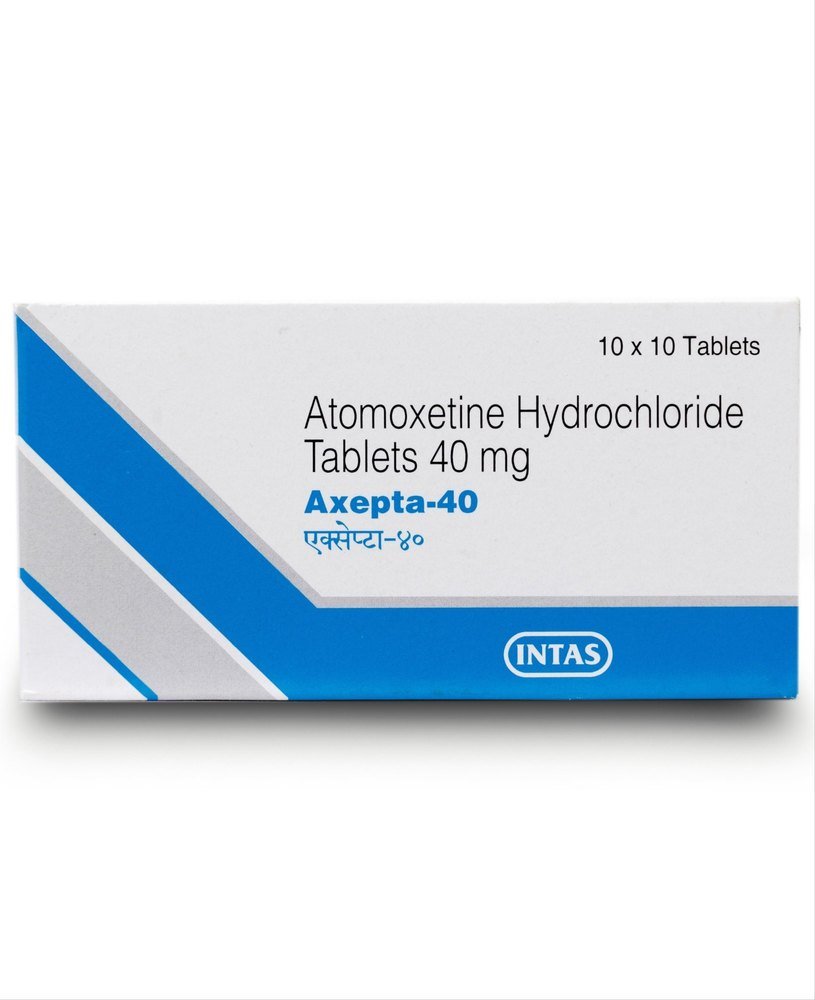 10 x 10 Tablets
Atomoxetine Hydrochloride
Tablets 40 mg
Axepta-40
एक्सेप्टा-४०
INTAS